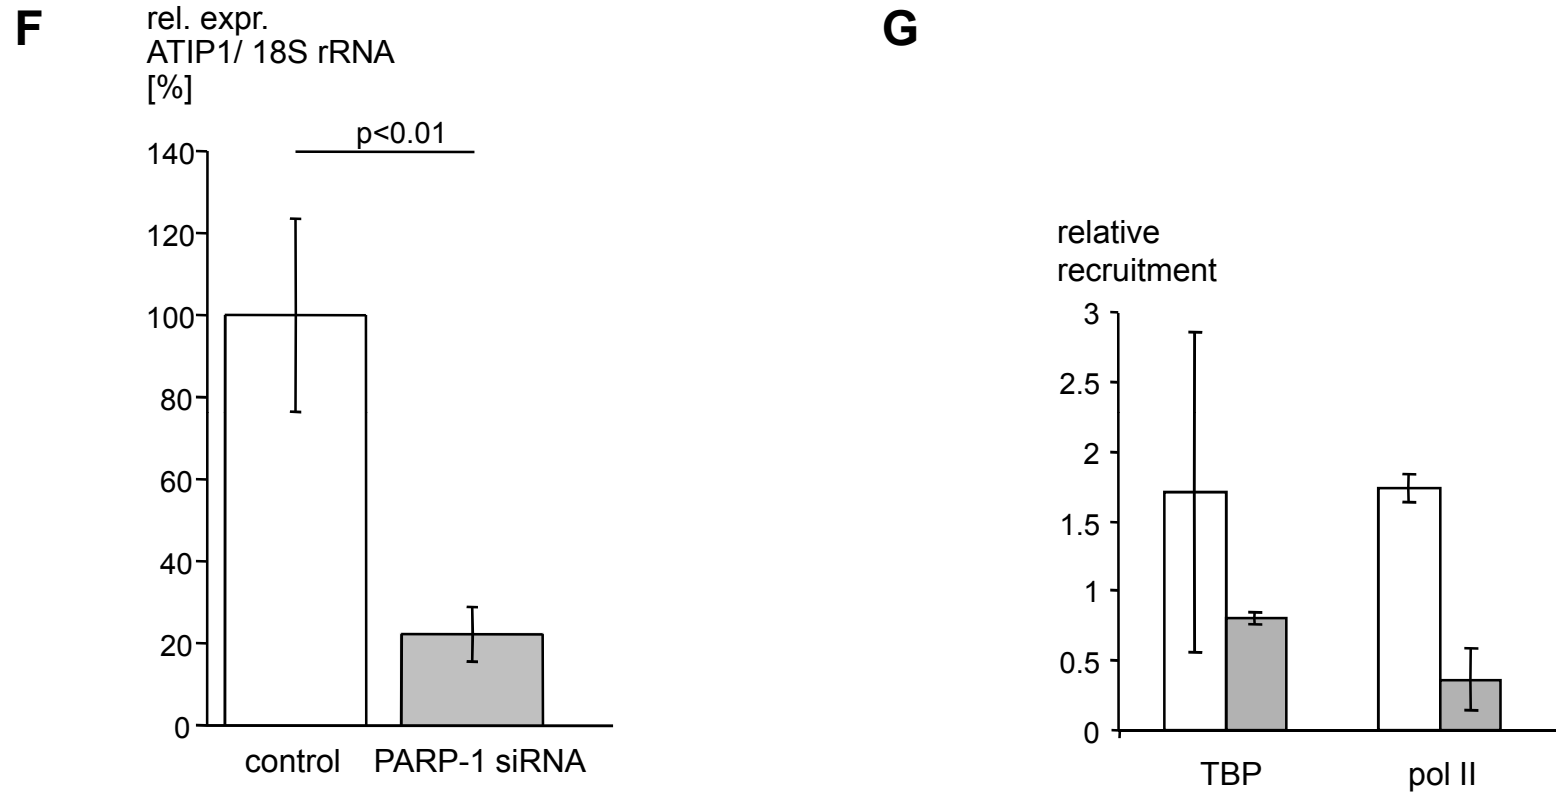 F
rel. expr.
ATIP1/ 18S rRNA
[%]
p<0.01
140
120
100
80
60
40
20
0
control PARP-1 siRNA
G
relative
recruitment
3
2.5
2
1.5
1
0.5
0
TBP pol II